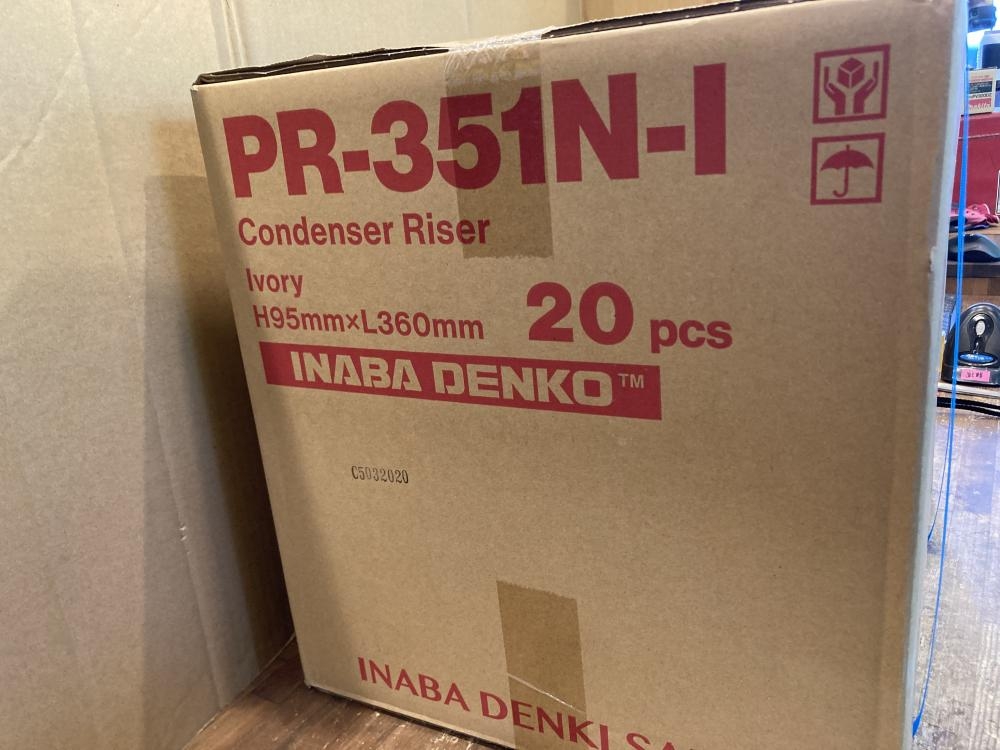 PR-351N-I
Condenser Riser
Ivory
H95mm×L360mm 20 pcs
INABA DENKO™
C5032020
INABA DENKI